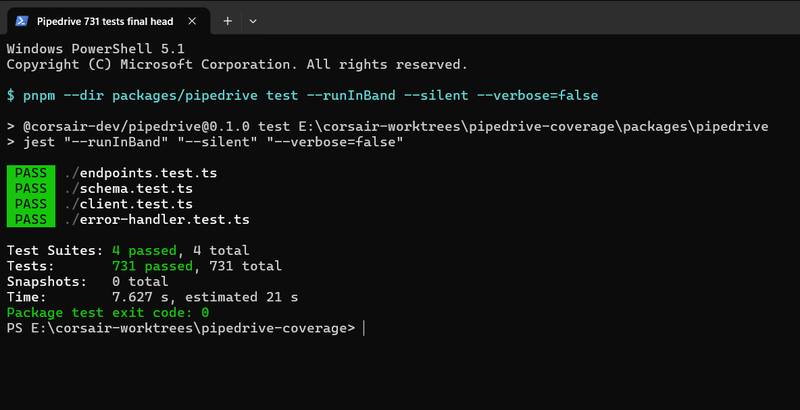 Pipedrive 731 tests final head
Windows PowerShell 5.1
Copyright (C) Microsoft Corporation. All rights reserved.
$ pnpm --dir packages/pipedrive test --runInBand --silent --verbose=false
> @corsair-dev/pipedrive@0.1.0 test E:\corsair-worktrees\pipedrive-coverage\packages\pipedrive
> jest "--runInBand" "--silent" "--verbose=false"
PASS ./endpoints.test.ts
PASS ./schema.test.ts
PASS ./client.test.ts
PASS ./error-handler.test.ts
Test Suites: 4 passed, 4 total
Tests: 731 passed, 731 total
Snapshots: 0 total
Time: 7.627 s, estimated 21 s
Package test exit code: 0
PS E:\corsair-worktrees\pipedrive-coverage>